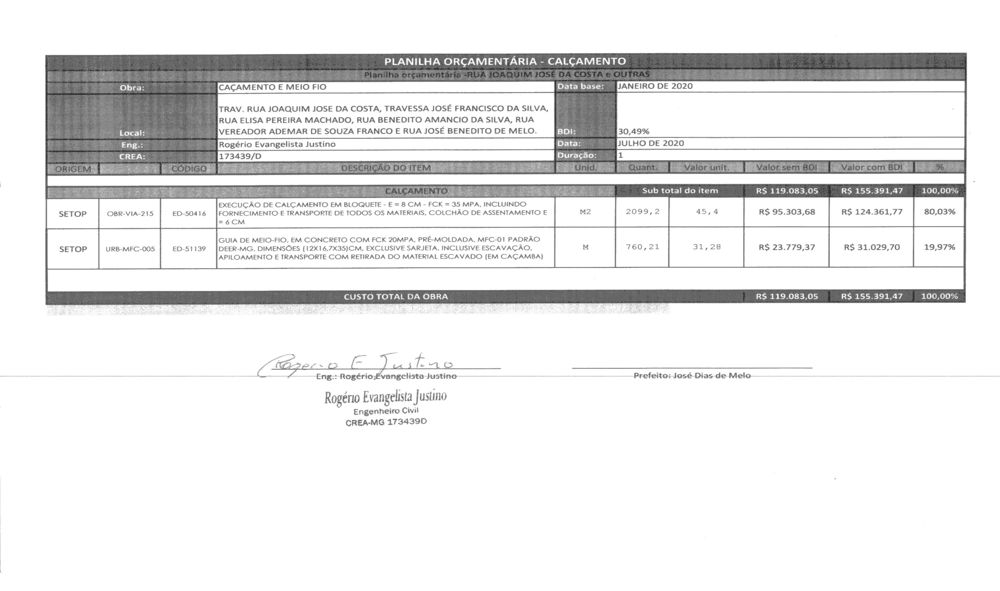 PLANILHA ORÇAMENTÁRIA - CALÇAMENTO
Planilha orçamentária -RUA JOAQUIM JOSÉ DA COSTA e OUTRAS
Obra: CAÇAMENTO E MEIO FIO Data base: JANEIRO DE 2020
TRAV. RUA JOAQUIM JOSE DA COSTA, TRAVESSA JOSÉ FRANCISCO DA SILVA,
RUA ELISA PEREIRA MACHADO, RUA BENEDITO AMANCIO DA SILVA, RUA
Local: VEREADOR ADEMAR DE SOUZA FRANCO E RUA JOSÉ BENEDITO DE MELO. BDI: 30,49%
Eng.: Rogério Evangelista Justino Data: JULHO DE 2020
CREA: 173439/D Duração: 1
ORIGEM CÓDIGO DESCRIÇÃO DO ITEM Unid. Quant. Valor unit. Valor sem BDI Valor com BDI %
CALÇAMENTO Sub total do item R$ 119.083,05 R$ 155.391,47 100,00%
EXECUÇÃO DE CALÇAMENTO EM BLOQUETE - E = 8 CM - FCK = 35 MPA, INCLUINDO
SETOP OBR-VIA-215 ED-50416 FORNECIMENTO E TRANSPORTE DE TODOS OS MATERIAIS, COLCHÃO DE ASSENTAMENTO E M2 2099,2 45,4 R$ 95.303,68 R$ 124.361,77 80,03%
= 6 CM
GUIA DE MEIO-FIO, EM CONCRETO COM FCK 20MPA, PRÉ-MOLDADA, MFC-01 PADRÃO
SETOP URB-MFC-005 ED-51139 DEER-MG, DIMENSÕES (12X16,7X35)CM, EXCLUSIVE SARJETA, INCLUSIVE ESCAVAÇÃO, M 760,21 31,28 R$ 23.779,37 R$ 31.029,70 19,97%
APILOAMENTO E TRANSPORTE COM RETIRADA DO MATERIAL ESCAVADO (EM CAÇAMBA)
CUSTO TOTAL DA OBRA R$ 119.083,05 R$ 155.391,47 100,00%
Rogerio E Justino
Eng.: Rogério Evangelista Justino Prefeito: José Dias de Melo
Rogério Evangelista Justino
Engenheiro Civil
CREA-MG 173439D